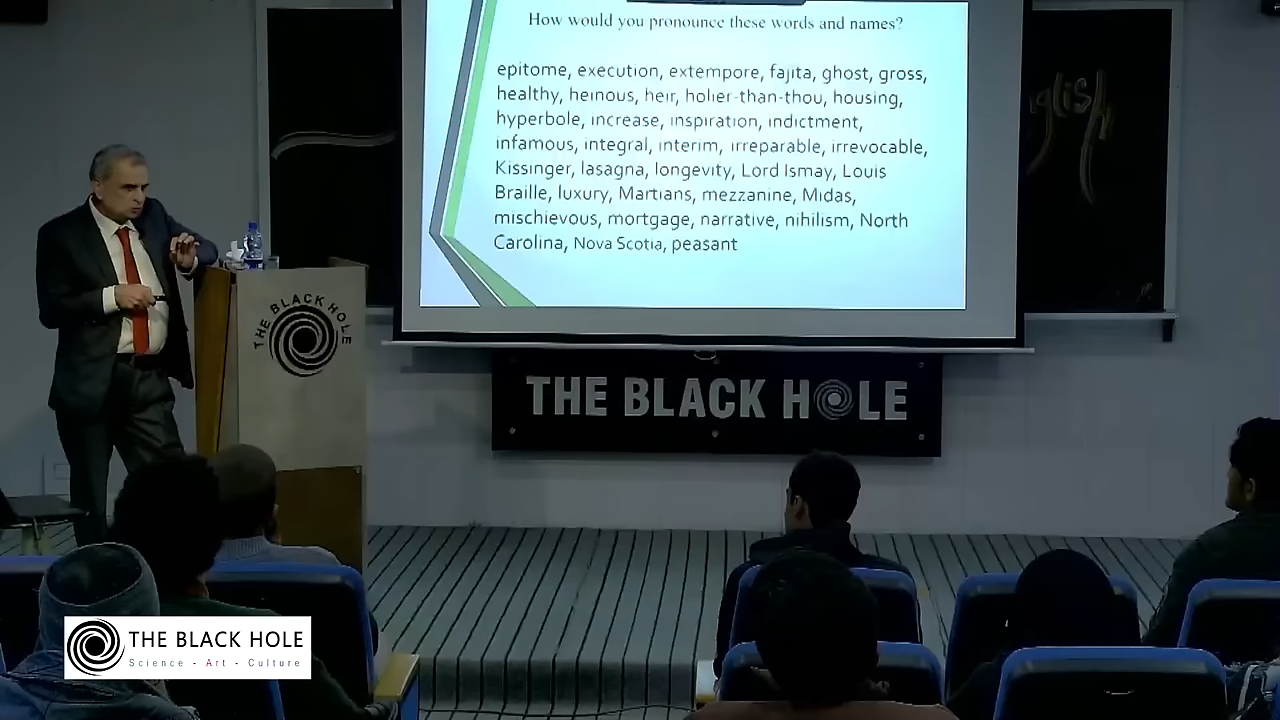 How would you pronounce these words and names?
epitome, execution, extempore, fajita, ghost, gross,
healthy, heinous, heir, holier-than-thou, housing,
hyperbole, increase, inspiration, indictment,
infamous, integral, interim, irreparable, irrevocable,
Kissinger, lasagna, longevity, Lord Ismay, Louis
Braille, luxury, Martians, mezzanine, Midas,
mischievous, mortgage, narrative, nihilism, North
Carolina, Nova Scotia, peasant
glish
THE BLACK HOLE
THE BLACK HOLE
THE BLACK HOLE
Science - Art - Culture